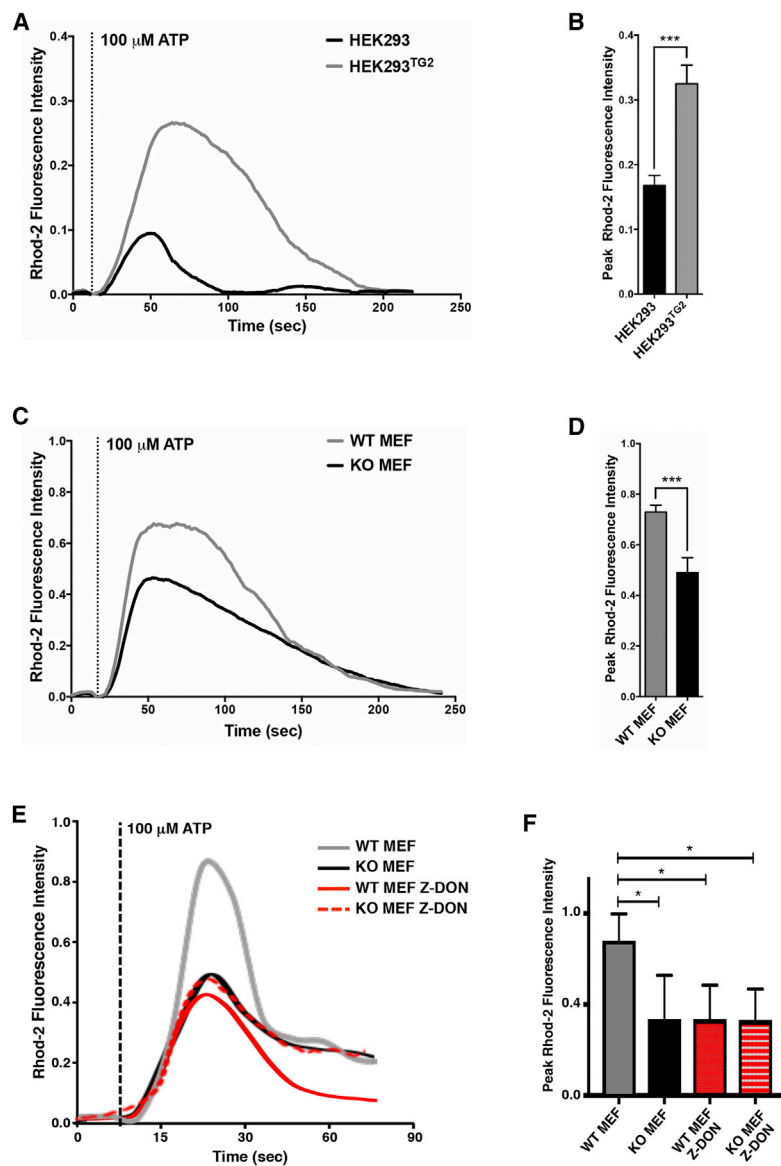 A
100 μM ATP
HEK293
HEK293TG2
Rhod-2 Fluorescence Intensity
0.4
0.3
0.2
0.1
0.0
0 50 100 150 200 250
Time (sec)
B
***
Peak Rhod-2 Fluorescence Intensity
0.4
0.3
0.2
0.1
0.0
HEK293
HEK293TG2
C
100 μM ATP
WT MEF
KO MEF
Rhod-2 Fluorescence Intensity
1.0
0.8
0.6
0.4
0.2
0.0
0 50 100 150 200 250
Time (sec)
D
***
Peak Rhod-2 Fluorescence Intensity
1.0
0.8
0.6
0.4
0.2
0.0
WT MEF
KO MEF
E
100 μM ATP
WT MEF
KO MEF
WT MEF Z-DON
KO MEF Z-DON
Rhod-2 Fluorescence Intensity
1.0
0.8
0.6
0.4
0.2
0.0
0 15 30 60 90
Time (sec)
F
*
*
*
Peak Rhod-2 Fluorescence Intensity
1.0
0.4
0.0
WT MEF
KO MEF
WT MEF
Z-DON
KO MEF
Z-DON